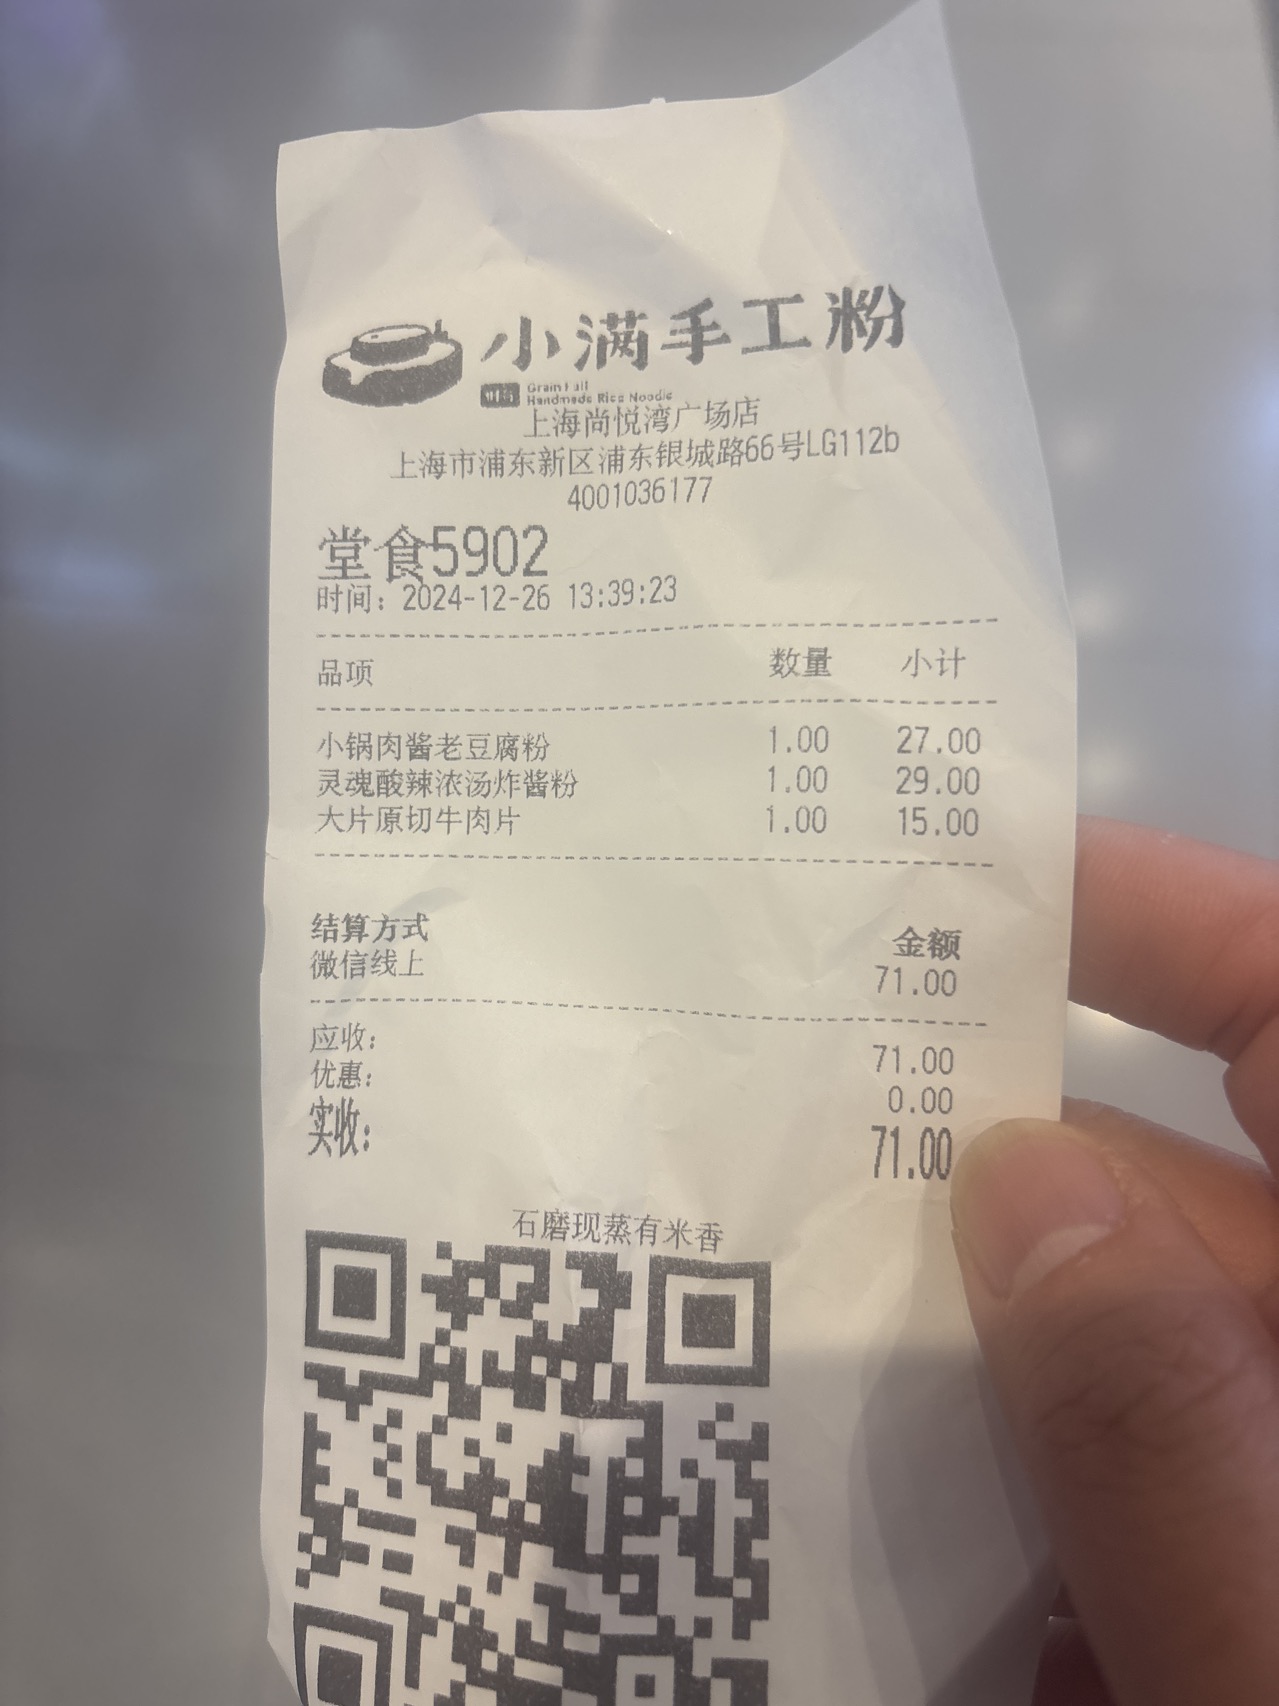 小满手工粉
Grain Full
Handmade Rice Noodle
上海尚悦湾广场店
上海市浦东新区浦东银城路66号LG112b
4001036177
堂食5902
时间：2024-12-26 13:39:23
品项 数量 小计
小锅肉酱老豆腐粉 1.00 27.00
灵魂酸辣浓汤炸酱粉 1.00 29.00
大片原切牛肉片 1.00 15.00
结算方式 金额
微信线上 71.00
应收： 71.00
优惠： 0.00
实收： 71.00
石磨现蒸有米香